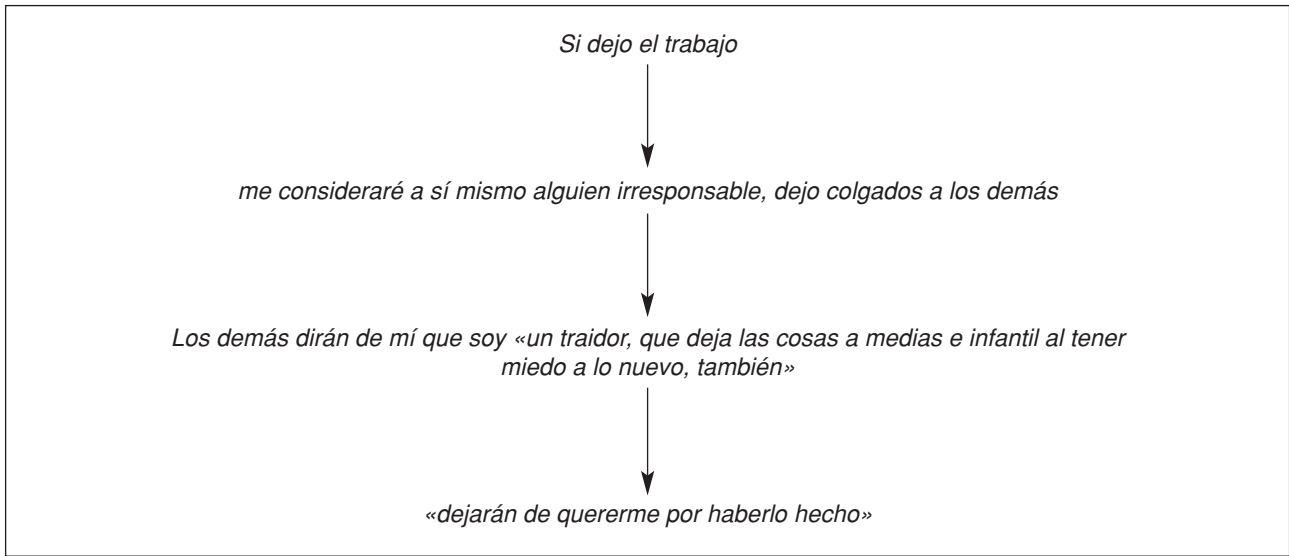 Si dejo el trabajo
me consideraré a sí mismo alguien irresponsable, dejo colgados a los demás
Los demás dirán de mí que soy «un traidor, que deja las cosas a medias e infantil al tener
miedo a lo nuevo, también»
«dejarán de quererme por haberlo hecho»